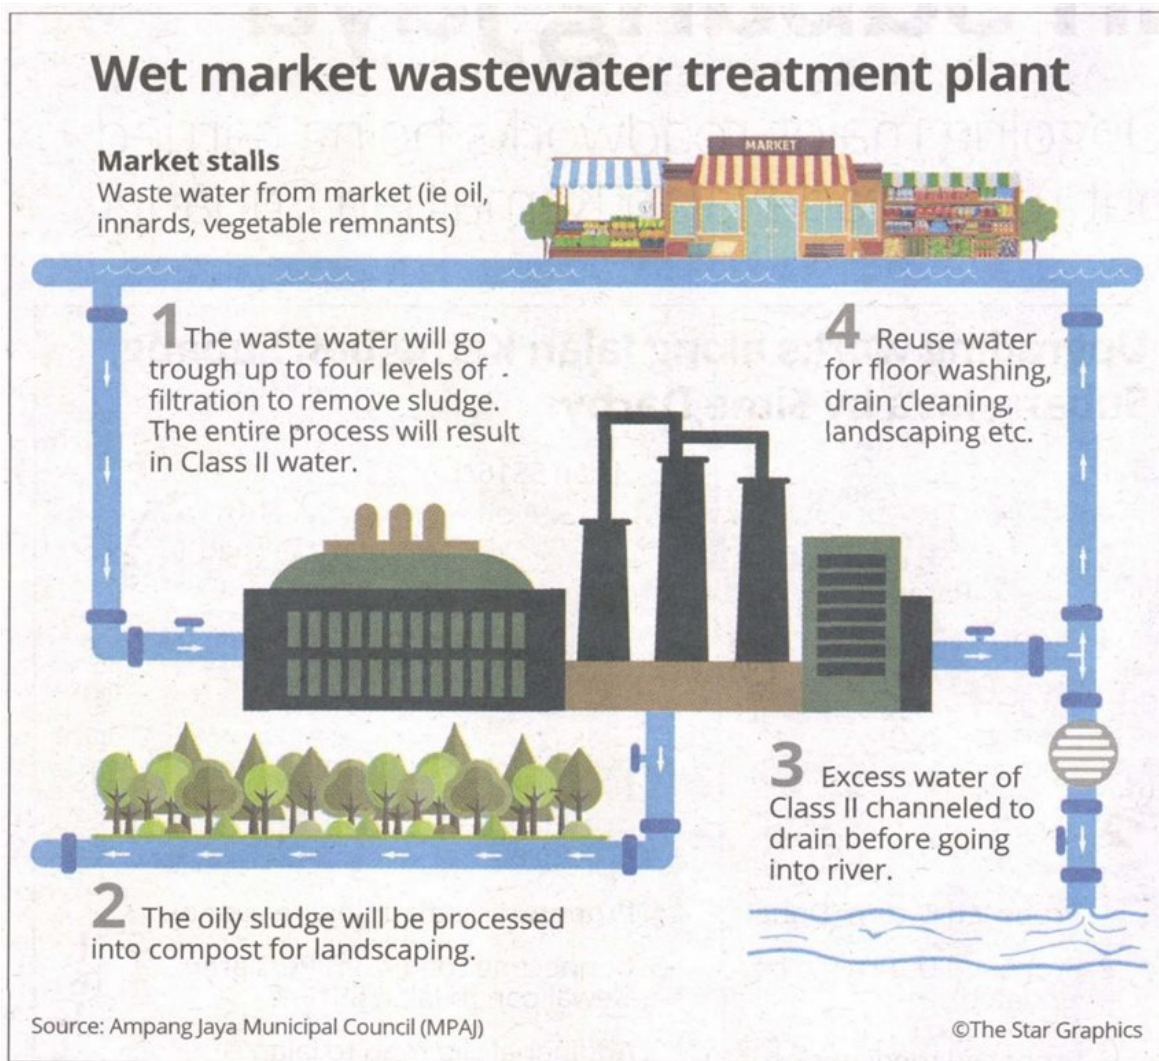 Wet market wastewater treatment plant
Market stalls
Waste water from market (ie oil,
innards, vegetable remnants)
MARKET
1 The waste water will go
trough up to four levels of
filtration to remove sludge.
The entire process will result
in Class II water.
4 Reuse water
for floor washing,
drain cleaning,
landscaping etc.
3 Excess water of
Class II channeled to
drain before going
into river.
2 The oily sludge will be processed
into compost for landscaping.
Source: Ampang Jaya Municipal Council (MPAJ)
©The Star Graphics